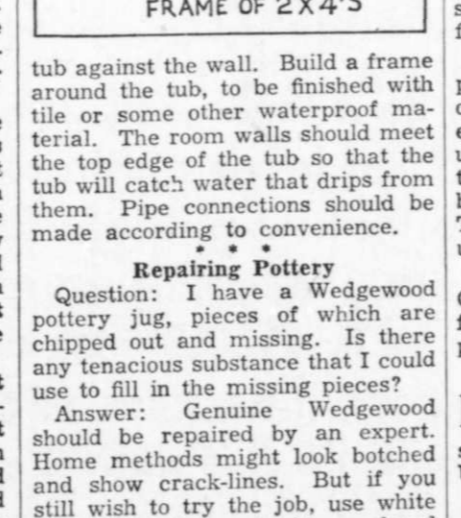 FRAME OF 2 X 4'S
tub against the wall. Build a frame
around the tub, to be finished with
tile or some other waterproof ma-
terial. The room walls should meet
the top edge of the tub so that the
tub will catch water that drips from
them. Pipe connections should be
made according to convenience.
* * *
Repairing Pottery
Question: I have a Wedgewood
pottery jug, pieces of which are
chipped out and missing. Is there
any tenacious substance that I could
use to fill in the missing pieces?
Answer: Genuine Wedgewood
should be repaired by an expert.
Home methods might look botched
and show crack-lines. But if you
still wish to try the job, use white